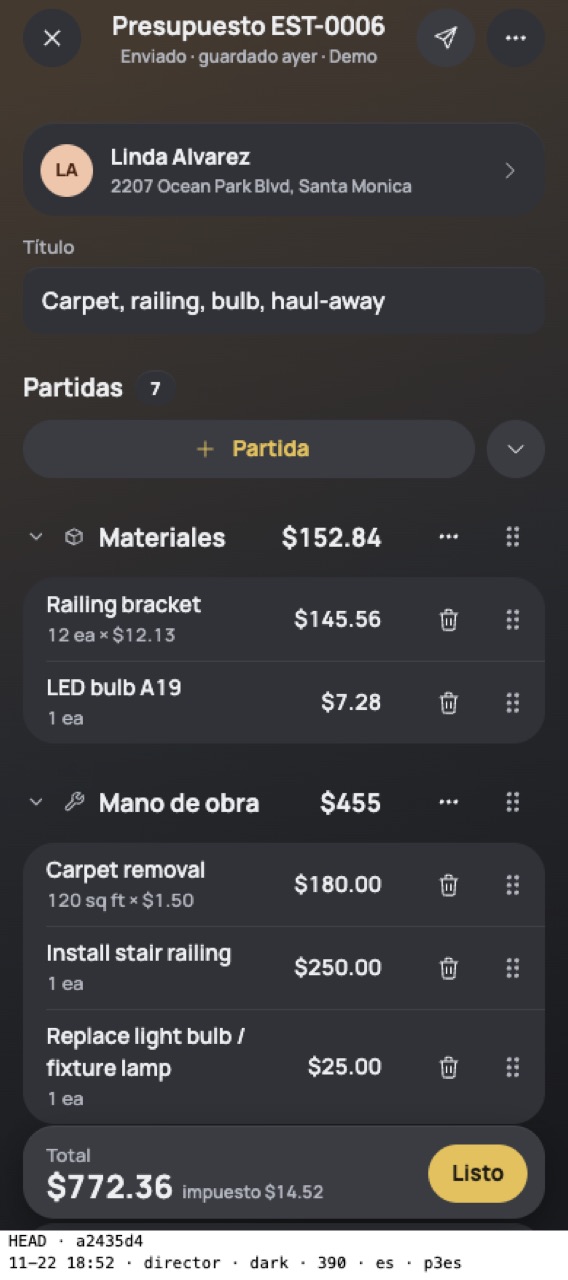 Presupuesto EST-0006
Enviado · guardado ayer · Demo
LA
Linda Alvarez
2207 Ocean Park Blvd, Santa Monica
Título
Carpet, railing, bulb, haul-away
Partidas 7
+ Partida
Materiales $152.84
Railing bracket
12 ea × $12.13
$145.56
LED bulb A19
1 ea
$7.28
Mano de obra $455
Carpet removal
120 sq ft × $1.50
$180.00
Install stair railing
1 ea
$250.00
Replace light bulb /
fixture lamp
1 ea
$25.00
Total
$772.36 impuesto $14.52
Listo
HEAD · a2435d4
11-22 18:52 · director · dark · 390 · es · p3es